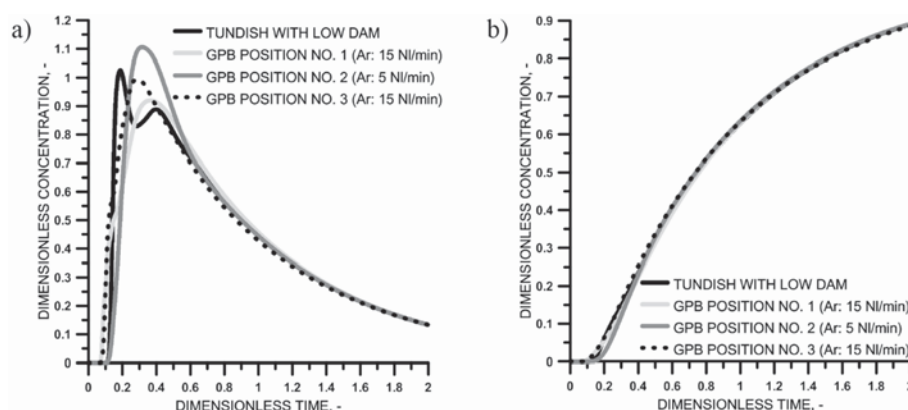 a)
1.2
1.1
1
0.9
0.8
0.7
0.6
0.5
0.4
0.3
0.2
0.1
0
DIMENSIONLESS CONCENTRATION, -
TUNDISH WITH LOW DAM
GPB POSITION NO. 1 (Ar: 15 Nl/min)
GPB POSITION NO. 2 (Ar: 5 Nl/min)
GPB POSITION NO. 3 (Ar: 15 Nl/min)
0 0.2 0.4 0.6 0.8 1 1.2 1.4 1.6 1.8 2
DIMENSIONLESS TIME, -
b)
0.9
0.8
0.7
0.6
0.5
0.4
0.3
0.2
0.1
0
DIMENSIONLESS CONCENTRATION, -
TUNDISH WITH LOW DAM
GPB POSITION NO. 1 (Ar: 15 Nl/min)
GPB POSITION NO. 2 (Ar: 5 Nl/min)
GPB POSITION NO. 3 (Ar: 15 Nl/min)
0 0.2 0.4 0.6 0.8 1 1.2 1.4 1.6 1.8 2
DIMENSIONLESS TIME, -